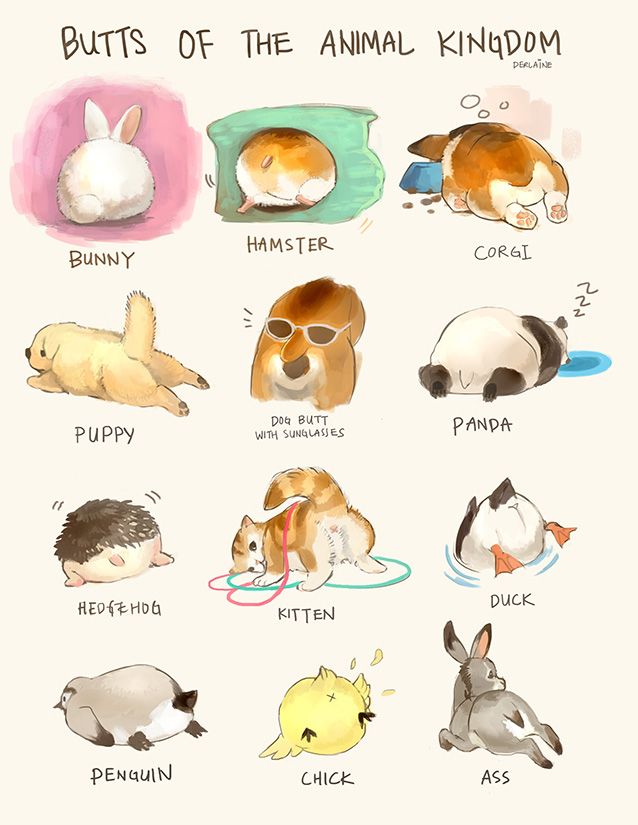 BUTTS OF THE ANIMAL KINGDOM
DERLAINE
BUNNY
HAMSTER
CORGI
Z
Z
Z
PUPPY
DOG BUTT
WITH SUNGLASSES
PANDA
HEDGEHOG
KITTEN
DUCK
PENGUIN
CHICK
ASS